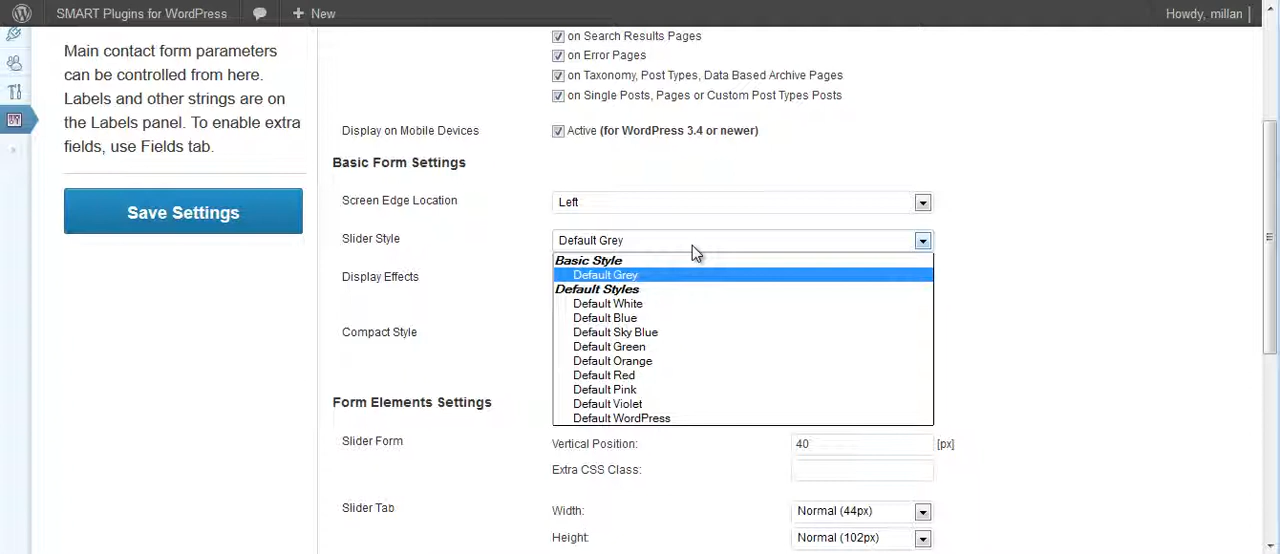 SMART Plugins for WordPress
New
Howdy, millan
Main contact form parameters
can be controlled from here.
Labels and other strings are on
the Labels panel. To enable extra
fields, use Fields tab.
Save Settings
on Search Results Pages
on Error Pages
on Taxonomy, Post Types, Data Based Archive Pages
on Single Posts, Pages or Custom Post Types Posts
Display on Mobile Devices
Active (for WordPress 3.4 or newer)
Basic Form Settings
Screen Edge Location
Left
Slider Style
Default Grey
Basic Style
Default Grey
Default Styles
Default White
Default Blue
Default Sky Blue
Default Green
Default Orange
Default Red
Default Pink
Default Violet
Default WordPress
Display Effects
Compact Style
Form Elements Settings
Slider Form
Vertical Position:
40
[px]
Extra CSS Class:
Slider Tab
Width:
Normal (44px)
Height:
Normal (102px)